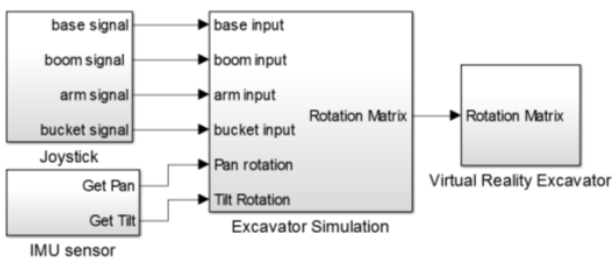 base signal
boom signal
arm signal
bucket signal
Joystick
Get Pan
Get Tilt
IMU sensor
base input
boom input
arm input
bucket input
Pan rotation
Tilt Rotation
Rotation Matrix
Excavator Simulation
Rotation Matrix
Virtual Reality Excavator